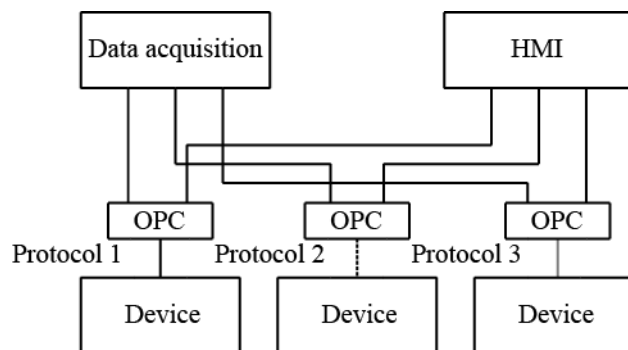 Data acquisition
HMI
OPC
OPC
OPC
Protocol 1
Protocol 2
Protocol 3
Device
Device
Device